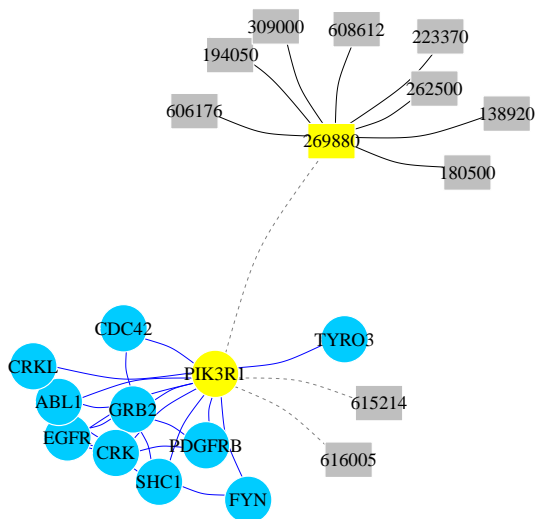 309000
608612
223370
194050
262500
606176
138920
269880
180500
CDC42
TYRO3
CRKL
PIK3R1
ABL1
GRB2
615214
EGFR
PDGFRB
CRK
616005
SHC1
FYN